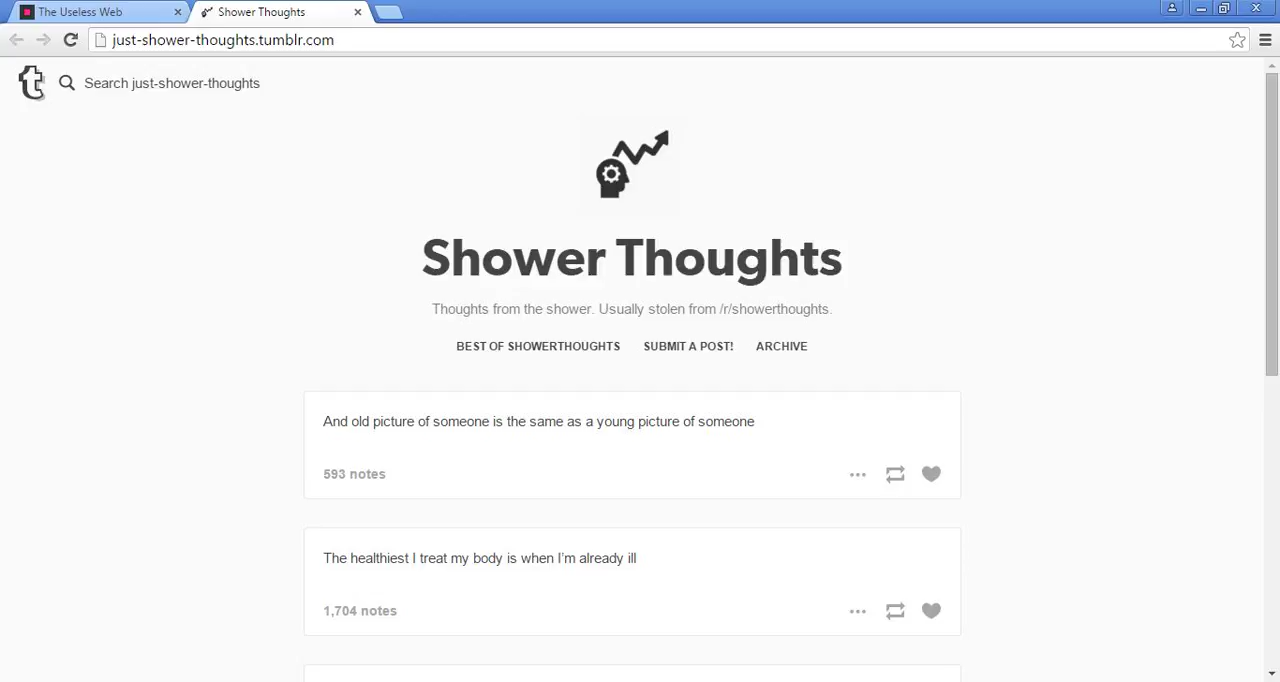 The Useless Web
Shower Thoughts
just-shower-thoughts.tumblr.com
Search just-shower-thoughts
Shower Thoughts
Thoughts from the shower. Usually stolen from /r/showerthoughts.
BEST OF SHOWERTHOUGHTS SUBMIT A POST! ARCHIVE
And old picture of someone is the same as a young picture of someone
593 notes
The healthiest I treat my body is when I'm already ill
1,704 notes